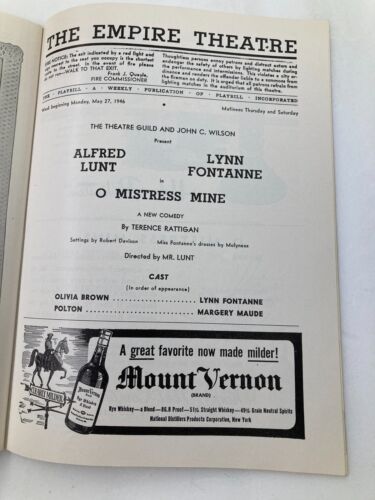 THE EMPIRE THEATRE
FIRE NOTICE: The exit indicated by a red light and
sign nearest to the seat you occupy is the shortest
route to the street. In the event of fire please
do not run—WALK TO THAT EXIT.
Frank J. Quayle,
FIRE COMMISSIONER
Thoughtless persons annoy patrons and distract actors and
endanger the safety of others by lighting matches during
the performance and intermissions. This violates a city or-
dinance and renders the offender liable to a summons from
the fireman on duty. It is urged that all patrons refrain from
lighting matches in the auditorium of this theatre.
THE · PLAYBILL · A · WEEKLY · PUBLICATION · OF · PLAYBILL · INCORPORATED
Week beginning Monday, May 27, 1946
Matinees Thursday and Saturday
THE THEATRE GUILD AND JOHN C. WILSON
Present
ALFRED LYNN
LUNT FONTANNE
in
O MISTRESS MINE
A NEW COMEDY
By TERENCE RATTIGAN
Settings by Robert Davison Miss Fontanne's dresses by Molyneux
Directed by MR. LUNT
CAST
(In order of appearance)
OLIVIA BROWN .................... LYNN FONTANNE
POLTON .......................... MARGERY MAUDE
A great favorite now made milder!
Mount Vernon
(BRAND)
Rye Whiskey—a Blend—86.8 Proof—51% Straight Whiskey—49% Grain Neutral Spirits
National Distillers Products Corporation, New York